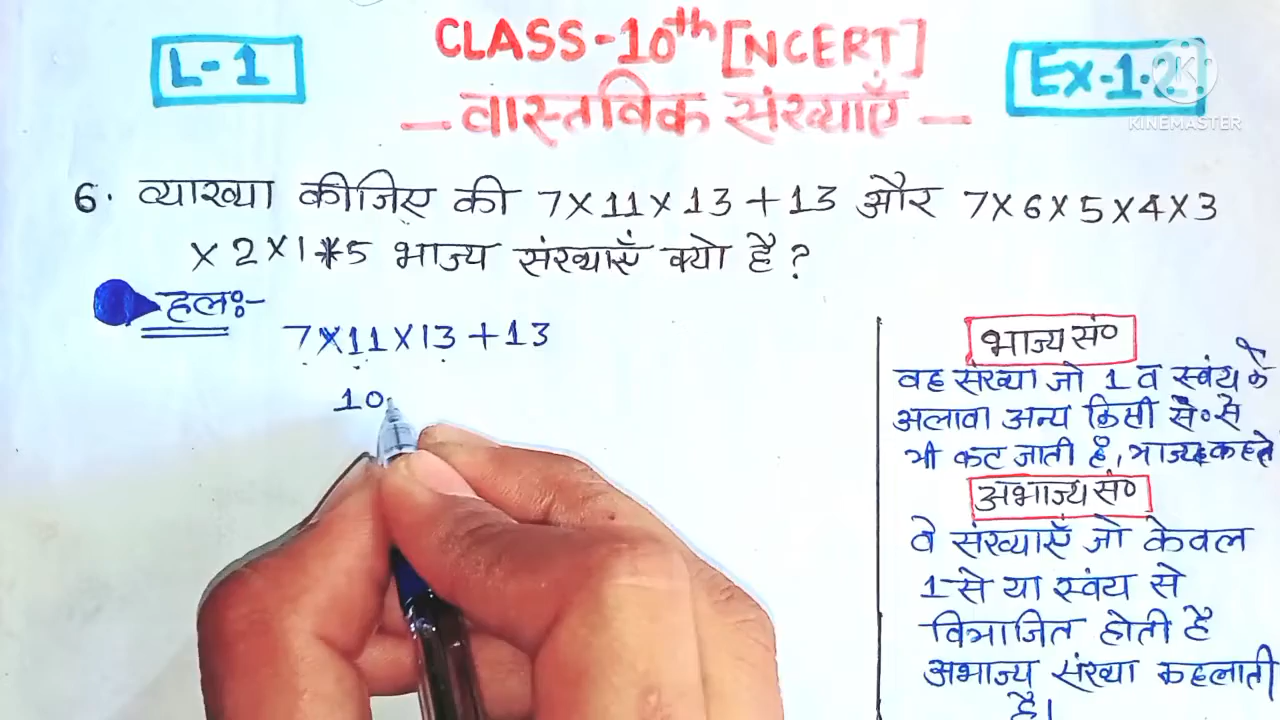 L-1
CLASS-10th [NCERT]
Ex-1.2
KINEMASTER
- वास्तविक संख्याएँ -
6. व्याख्या कीजिए की 7×11×13+13 और 7×6×5×4×3
×2×1+5 भाज्य संख्याएँ क्यो है?
हलः-
7×11×13+13
10
भाज्य सं०
वह संख्या जो 1 व स्वंय के
अलावा अन्य किसी सं०से
भी कट जाती है, भाज्य कहते
अभाज्य सं०
वे संख्याएँ जो केवल
1 से या स्वंय से
विभाजित होती है
अभाज्य संख्या कहलाती
है।